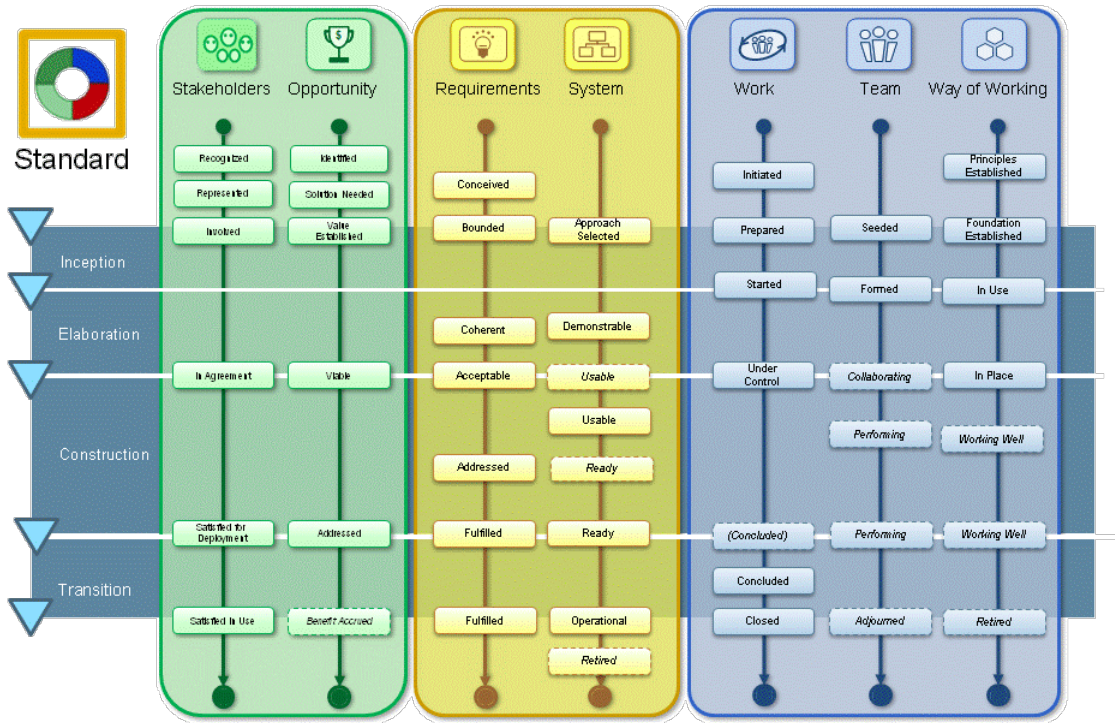 $
Stakeholders Opportunity Requirements System Work Team Way of Working
Standard
Recognized Identified Principles
Established
Conceived Initiated
Represented Solution Needed
Involved Value
Established Bounded Approach
Selected Prepared Seeded Foundation
Established
Inception
Started Formed In Use
Elaboration
Coherent Demonstrable
In Agreement Viable Acceptable Usable Under
Control Collaborating In Place
Usable
Performing Working Well
Construction
Addressed Ready
Satisfied for
Deployment Addressed Fulfilled Ready (Concluded) Performing Working Well
Concluded
Transition
Satisfied In Use Benefit Accrued Fulfilled Operational Closed Adjourned Retired
Retired